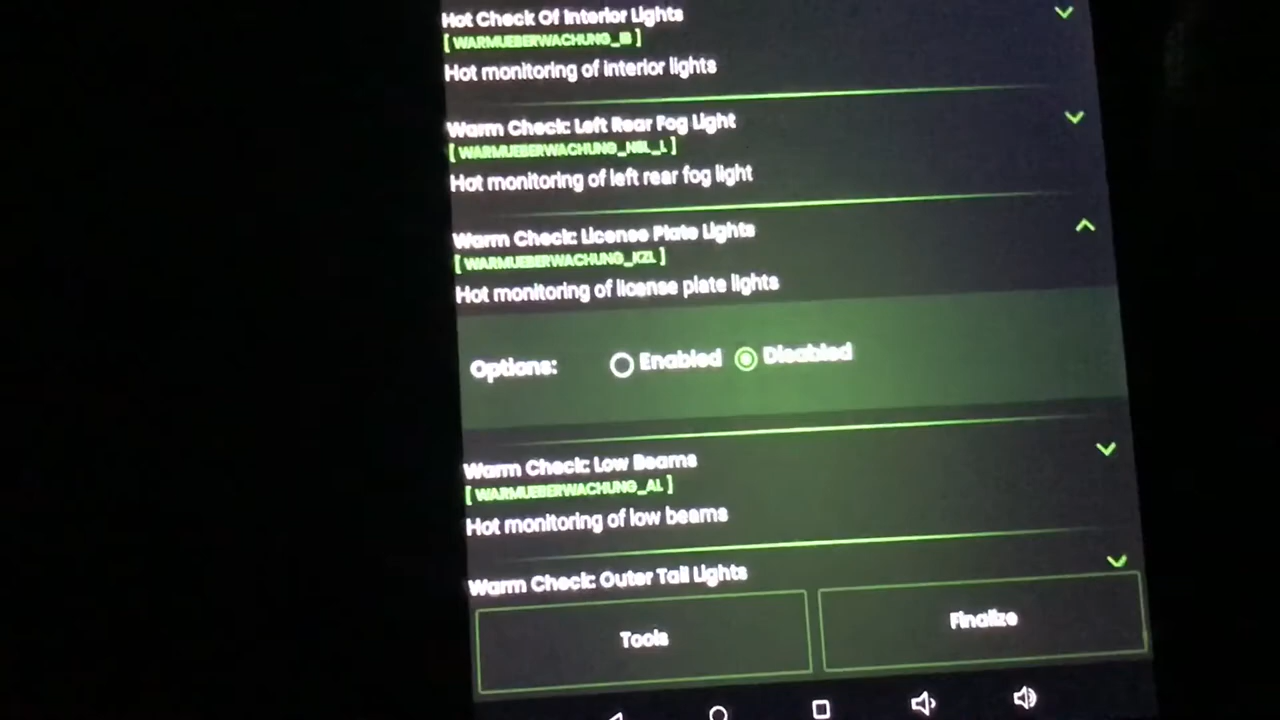 Hot Check Of Interior Lights
[ WARMUEBERWACHUNG_IB ]
Hot monitoring of interior lights
Warm Check: Left Rear Fog Light
[ WARMUEBERWACHUNG_NSL_L ]
Hot monitoring of left rear fog light
Warm Check: License Plate Lights
[ WARMUEBERWACHUNG_KZL ]
Hot monitoring of license plate lights
Options: Enabled Disabled
Warm Check: Low Beams
[ WARMUEBERWACHUNG_AL ]
Hot monitoring of low beams
Warm Check: Outer Tail Lights
Tools
Finalize